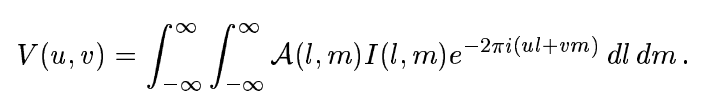 V(u, v) = ∫_{-∞}^{∞} ∫_{-∞}^{∞} 𝒜(l, m)I(l, m)e^{-2πi(ul+vm)} dl dm .